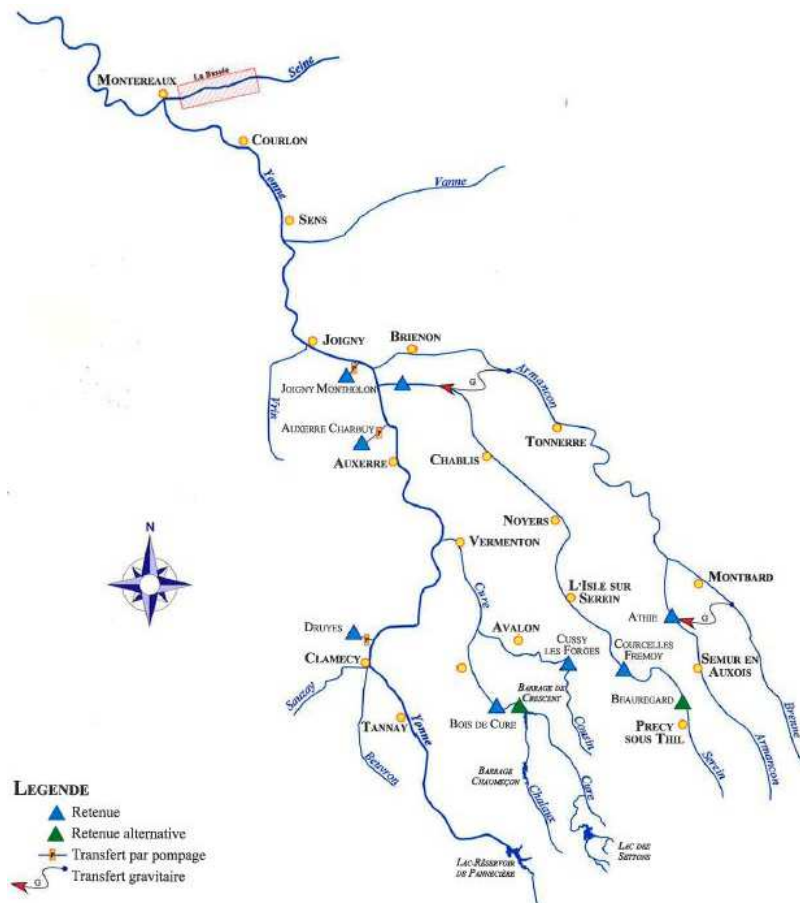 La Bassée
Seine
MONTEREAUX
COURLON
Yonne
Vanne
SENS
JOIGNY
BRIENON
JOIGNY MONTHOLON
P
G
Armancon
Vrin
AUXERRE CHARBUY
P
TONNERRE
AUXERRE
CHABLIS
NOYERS
N
VERMENTON
MONTBARD
L'ISLE SUR
SEREIN
Cure
ATHIE
G
DRUYES
P
AVALON
CUSSY
LES FORGES
COURCELLES
FREMOY
SEMUR EN
AUXOIS
CLAMECY
Sauzay
BARRAGE DE
CRESCENT
BEAUREGARD
BOIS DE CURE
TANNAY
Yonne
Cousin
PRECY
SOUS THIL
Brenne
Beuvron
BARRAGE
CHAUMEÇON
Serein
Armancon
Chalaux
Cure
LAC DES
SETTONS
LAC-RÉSERVOIR
DE PANNECIÈRE
LEGENDE
Retenue
Retenue alternative
P
Transfert par pompage
G
Transfert gravitaire